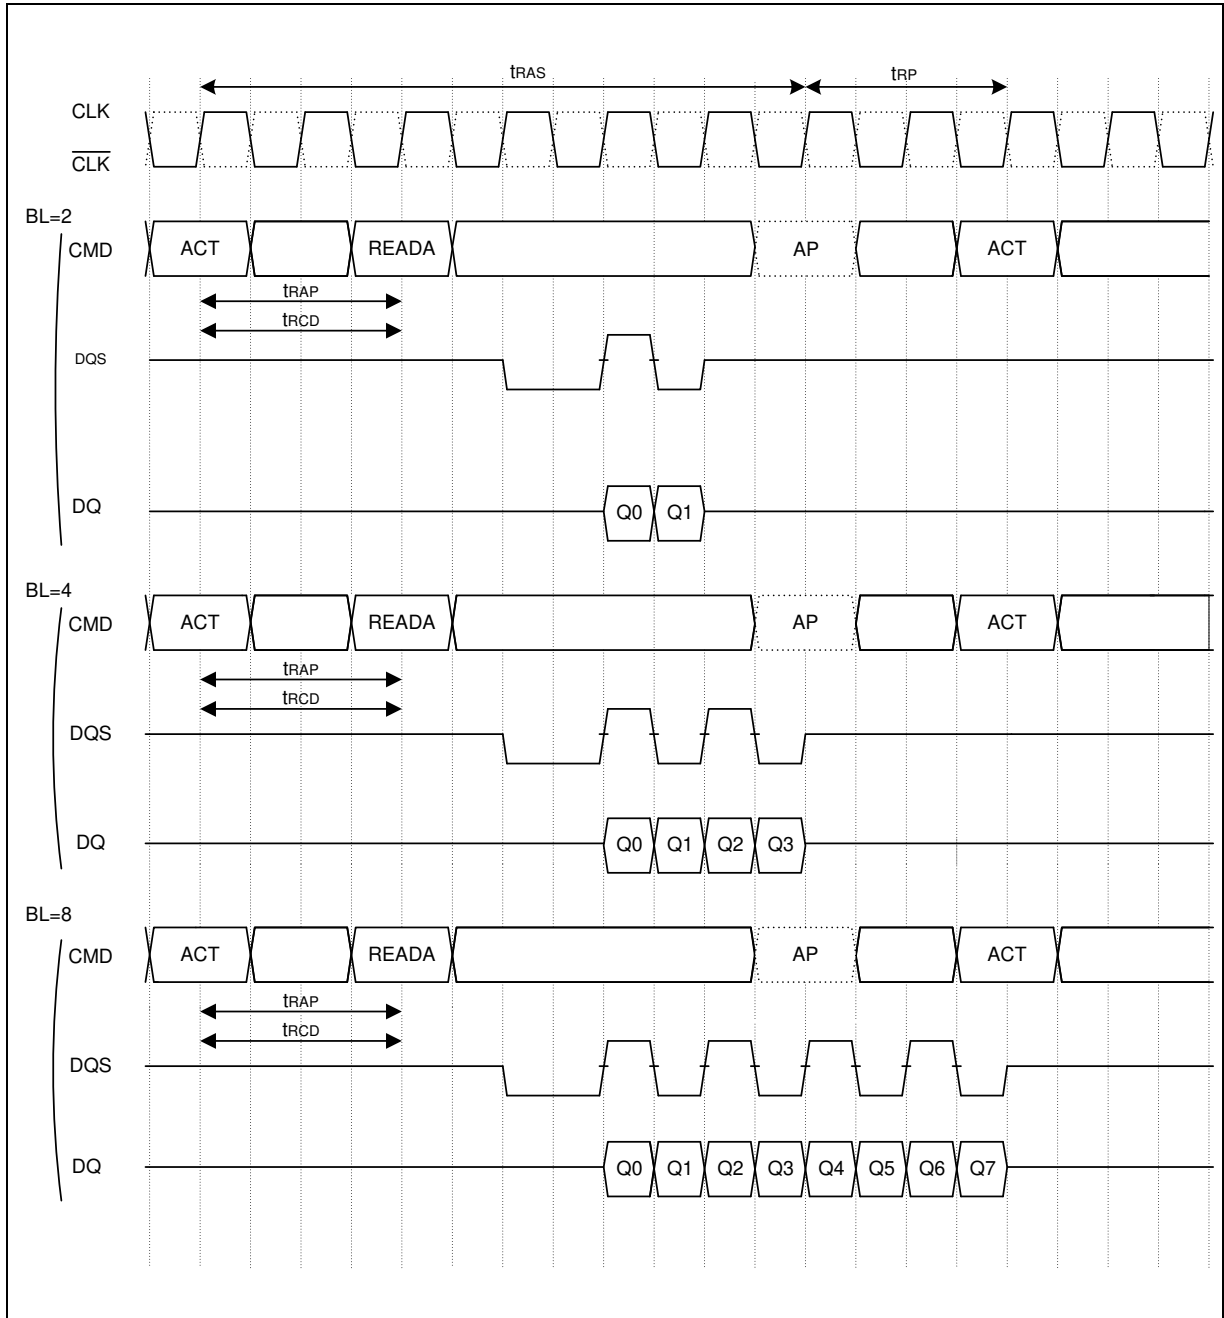 tRAS tRP
CLK
CLK
BL=2
CMD ACT READA AP ACT
tRAP
tRCD
DQS
DQ Q0 Q1
BL=4
CMD ACT READA AP ACT
tRAP
tRCD
DQS
DQ Q0 Q1 Q2 Q3
BL=8
CMD ACT READA AP ACT
tRAP
tRCD
DQS
DQ Q0 Q1 Q2 Q3 Q4 Q5 Q6 Q7